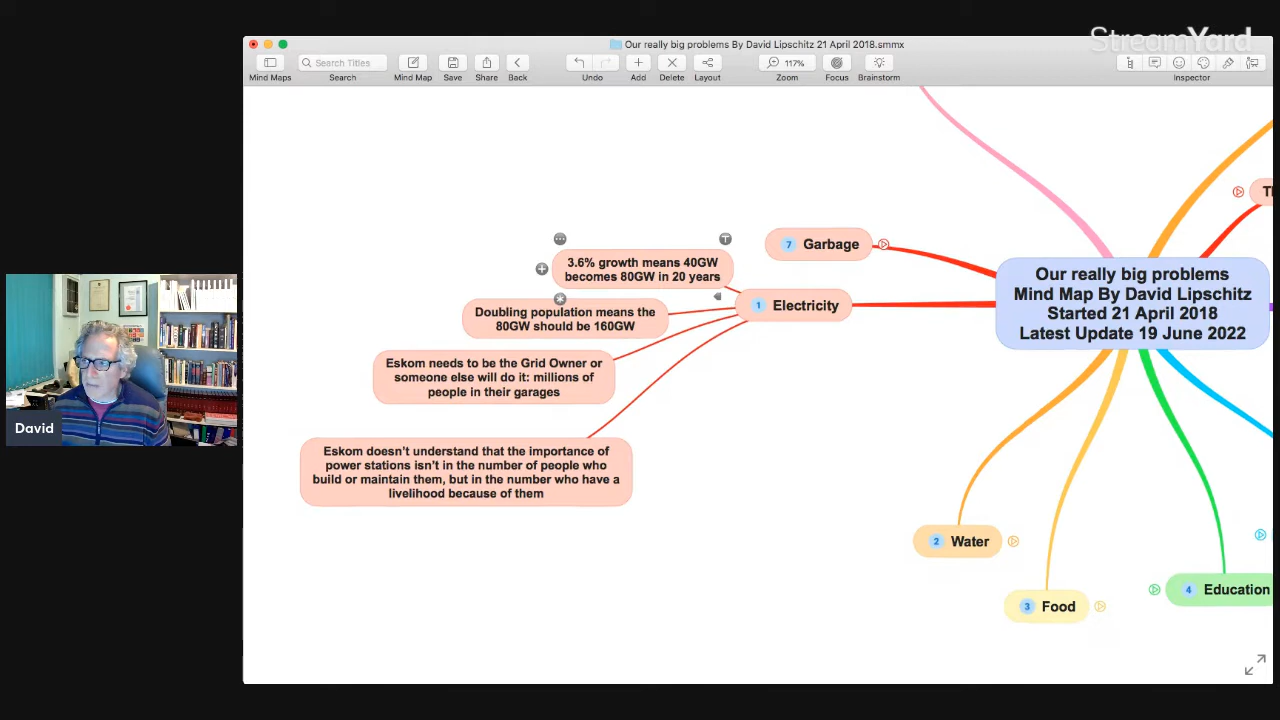 StreamYard
Our really big problems By David Lipschitz 21 April 2018.smmx
Mind Maps
Search Titles
Search
Mind Map
Save
Share
Back
Undo
Add
Delete
Layout
117%
Zoom
Focus
Brainstorm
Inspector
7 Garbage
3.6% growth means 40GW
becomes 80GW in 20 years
1 Electricity
Doubling population means the
80GW should be 160GW
Eskom needs to be the Grid Owner or
someone else will do it: millions of
people in their garages
Eskom doesn’t understand that the importance of
power stations isn’t in the number of people who
build or maintain them, but in the number who have a
livelihood because of them
Our really big problems
Mind Map By David Lipschitz
Started 21 April 2018
Latest Update 19 June 2022
2 Water
3 Food
4 Education
David